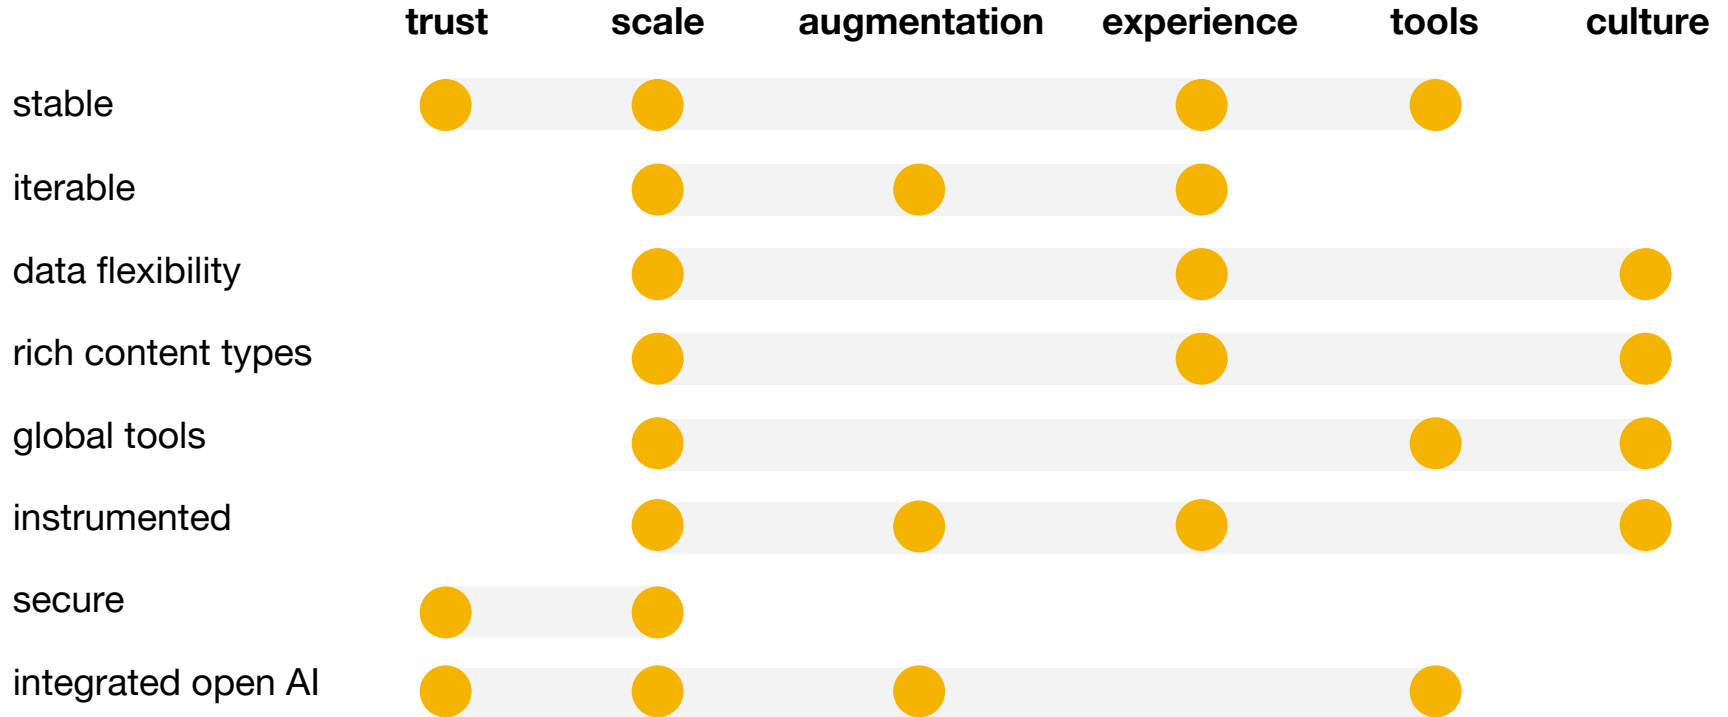 trust scale augmentation experience tools culture
stable
iterable
data flexibility
rich content types
global tools
instrumented
secure
integrated open AI